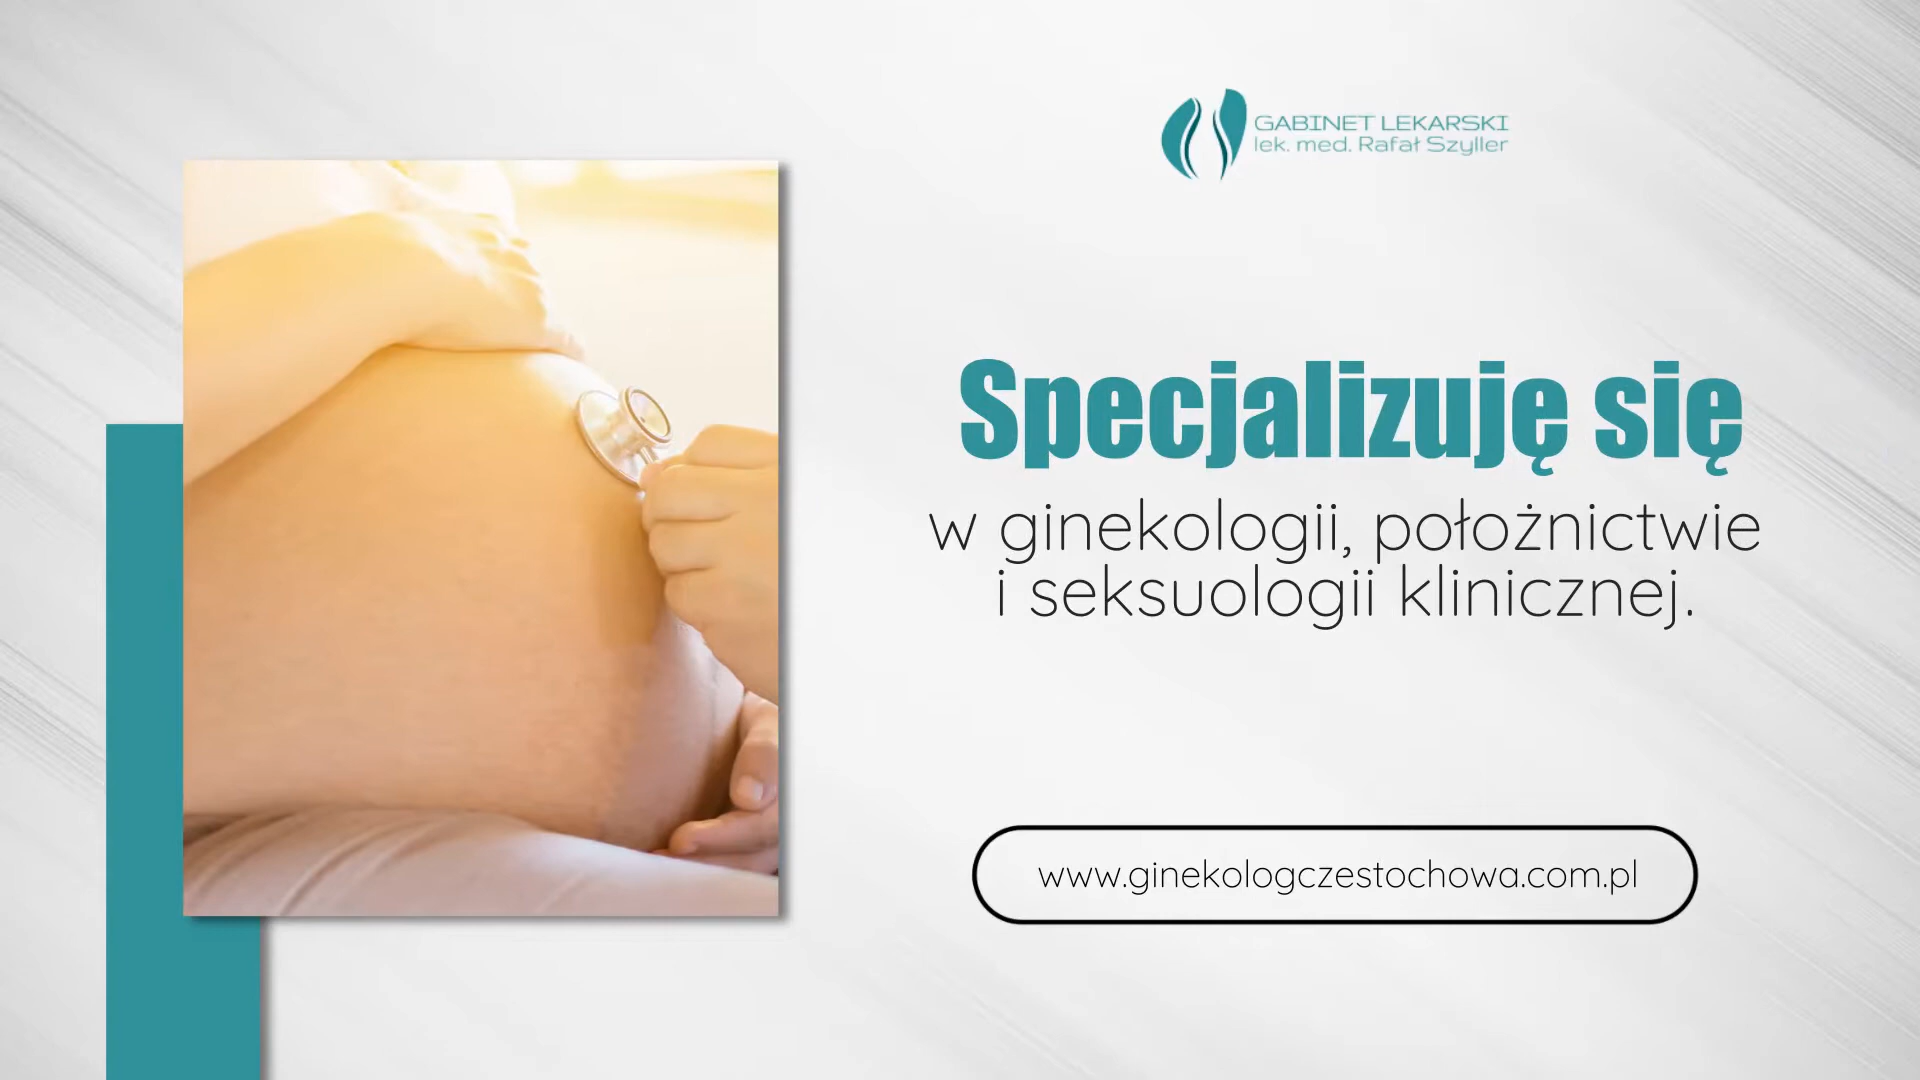 GABINET LEKARSKI
lek. med. Rafał Szyller
Specjalizuję się
w ginekologii, położnictwie
i seksuologii klinicznej.
www.ginekologczestochowa.com.pl